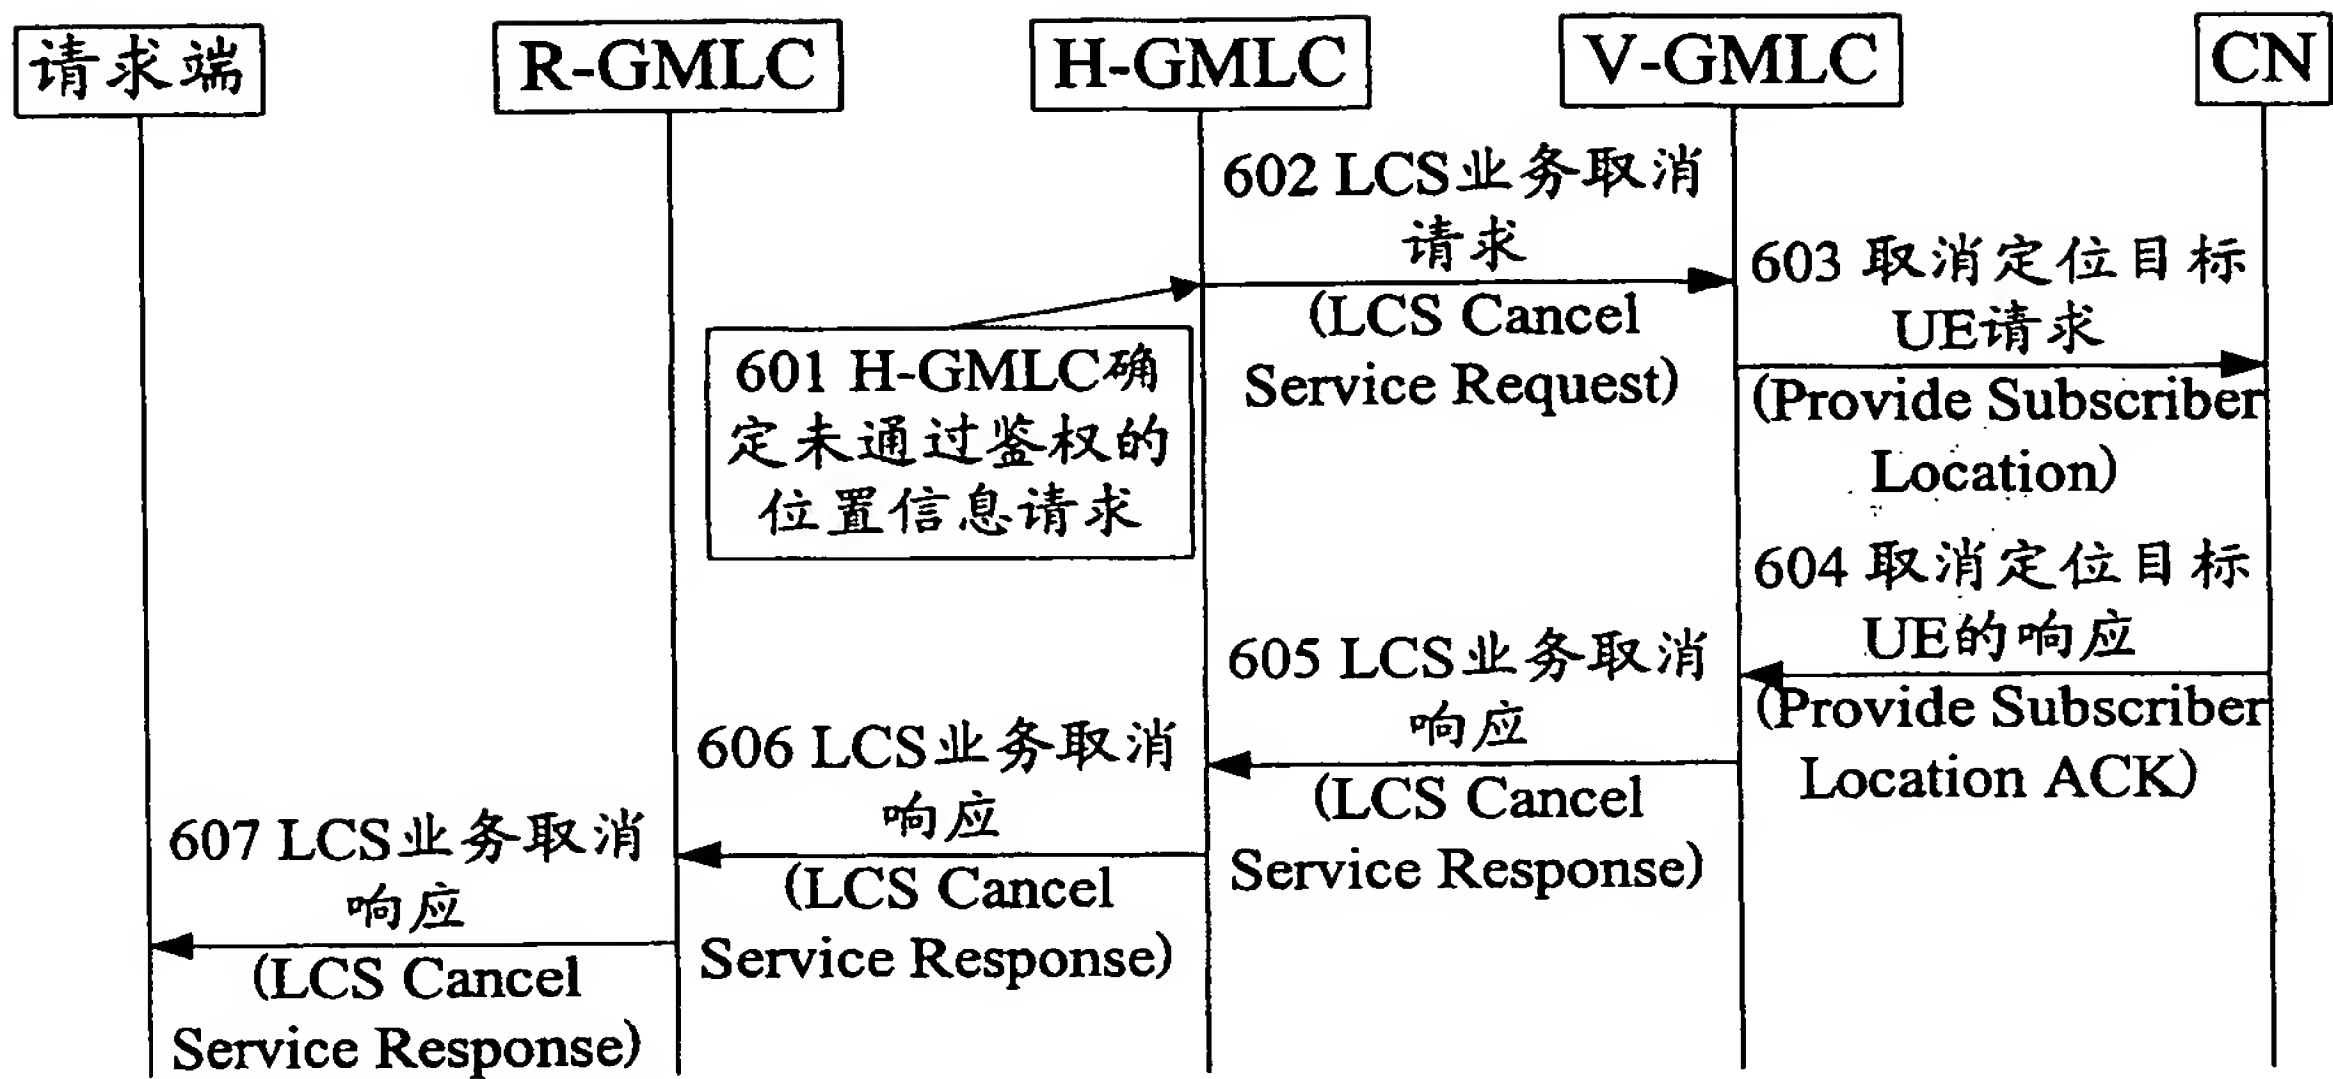 请求端
R-GMLC
H-GMLC
V-GMLC
CN
601 H-GMLC确
定未通过鉴权的
位置信息请求
602 LCS业务取消
请求
(LCS Cancel
Service Request)
603 取消定位目标
UE请求
(Provide Subscriber
Location)
604 取消定位目标
UE的响应
(Provide Subscriber
Location ACK)
605 LCS业务取消
响应
(LCS Cancel
Service Response)
606 LCS业务取消
响应
(LCS Cancel
Service Response)
607 LCS业务取消
响应
(LCS Cancel
Service Response)